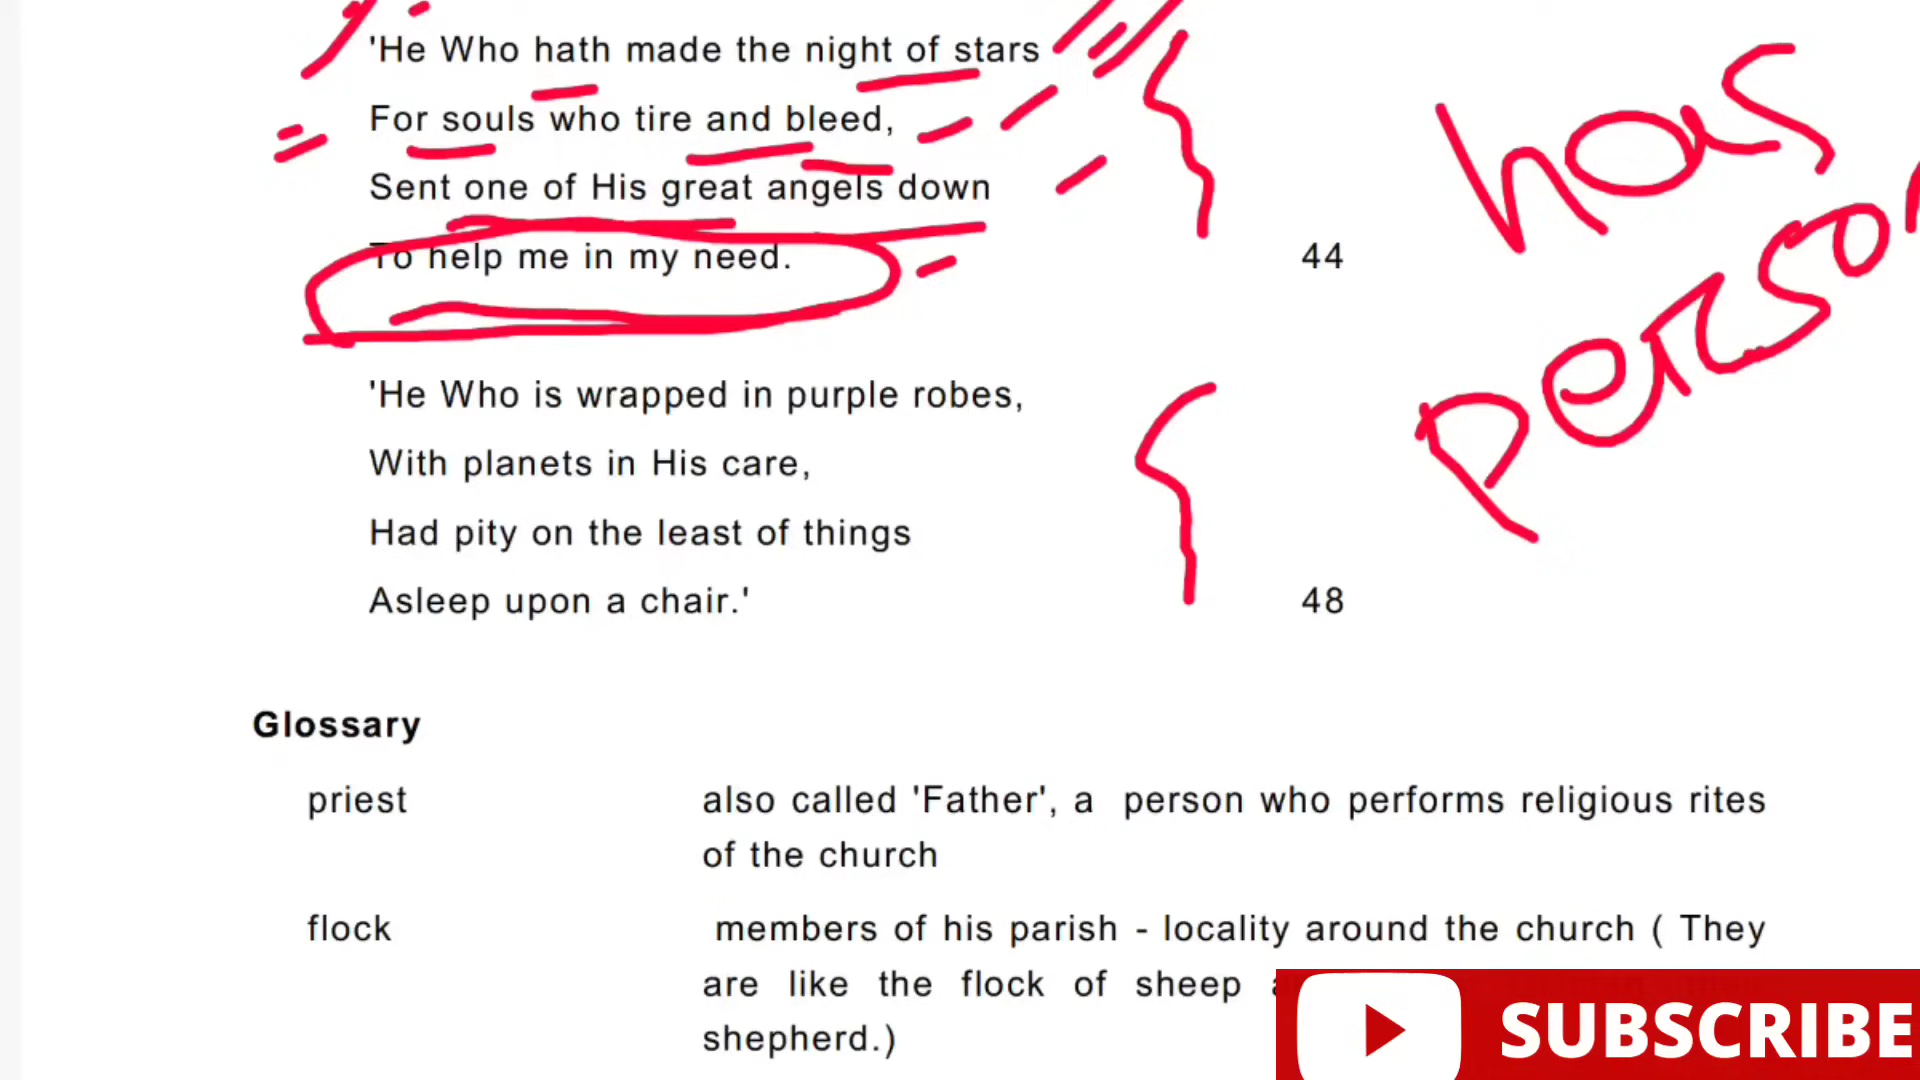 'He Who hath made the night of stars
For souls who tire and bleed,
Sent one of His great angels down
To help me in my need. 44
'He Who is wrapped in purple robes,
With planets in His care,
Had pity on the least of things
Asleep upon a chair.' 48
has
person
Glossary
priest also called 'Father', a person who performs religious rites
of the church
flock members of his parish - locality around the church ( They
are like the flock of sheep
shepherd.)
SUBSCRIBE